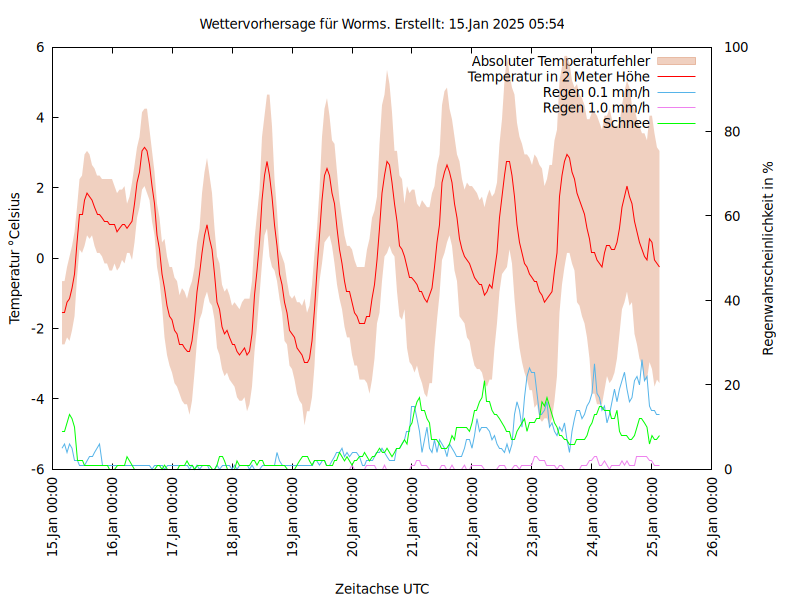 Wettervorhersage für Worms. Erstellt: 15.Jan 2025 05:54
6
4
2
0
-2
-4
-6
100
80
60
40
20
0
Temperatur °Celsius
Regenwahrscheinlichkeit in %
Absoluter Temperaturfehler
Temperatur in 2 Meter Höhe
Regen 0.1 mm/h
Regen 1.0 mm/h
Schnee
15.Jan 00:00
16.Jan 00:00
17.Jan 00:00
18.Jan 00:00
19.Jan 00:00
20.Jan 00:00
21.Jan 00:00
22.Jan 00:00
23.Jan 00:00
24.Jan 00:00
25.Jan 00:00
26.Jan 00:00
Zeitachse UTC